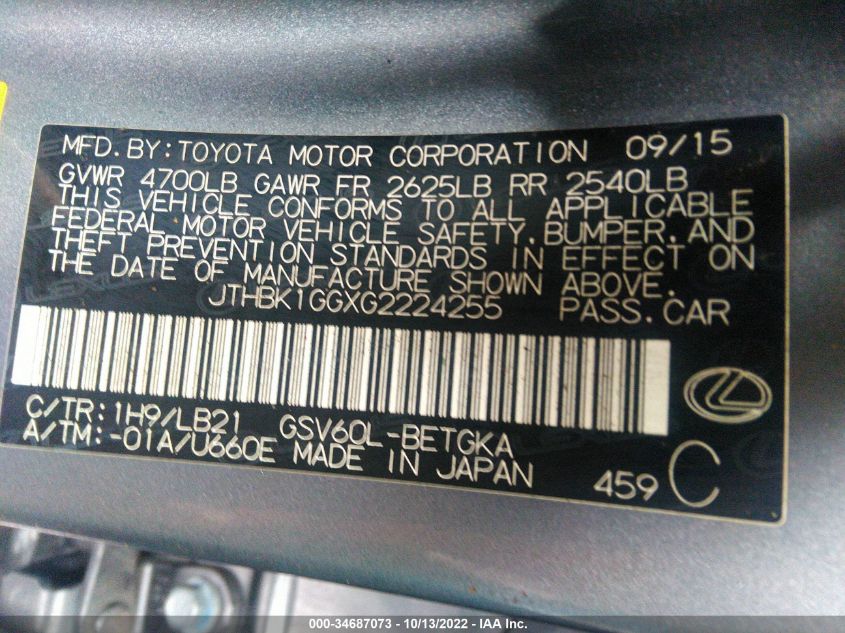 MFD.BY:TOYOTA MOTOR CORPORATION 09/15
GVWR 4700LB GAWR FR 2625LB RR 2540LB
THIS VEHICLE CONFORMS TO ALL APPLICABLE
FEDERAL MOTOR VEHICLE SAFETY,BUMPER,AND
THEFT PREVENTION STANDARDS IN EFFECT ON
THE DATE OF MANUFACTURE SHOWN ABOVE.
JTHBK1GGXG2224255 PASS.CAR
C/TR:1H9/LB21 GSV60L-BETGKA
A/TM:-01A/U660E MADE IN JAPAN
459 C
000-34687073 - 10/13/2022 - IAA Inc.